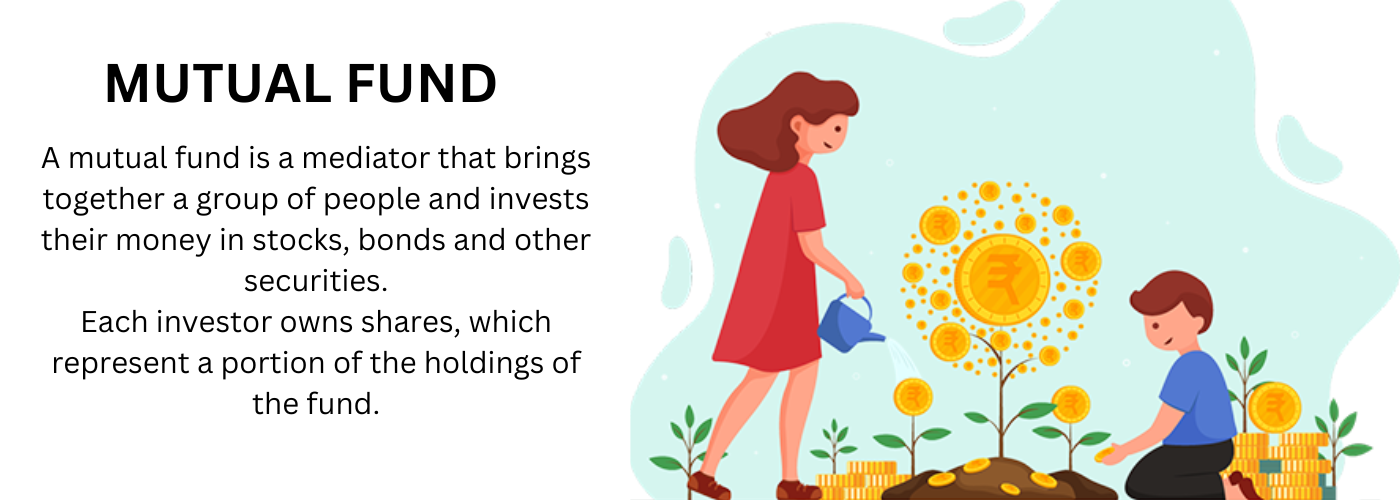 MUTUAL FUND
A mutual fund is a mediator that brings
together a group of people and invests
their money in stocks, bonds and other
securities.
Each investor owns shares, which
represent a portion of the holdings of
the fund.